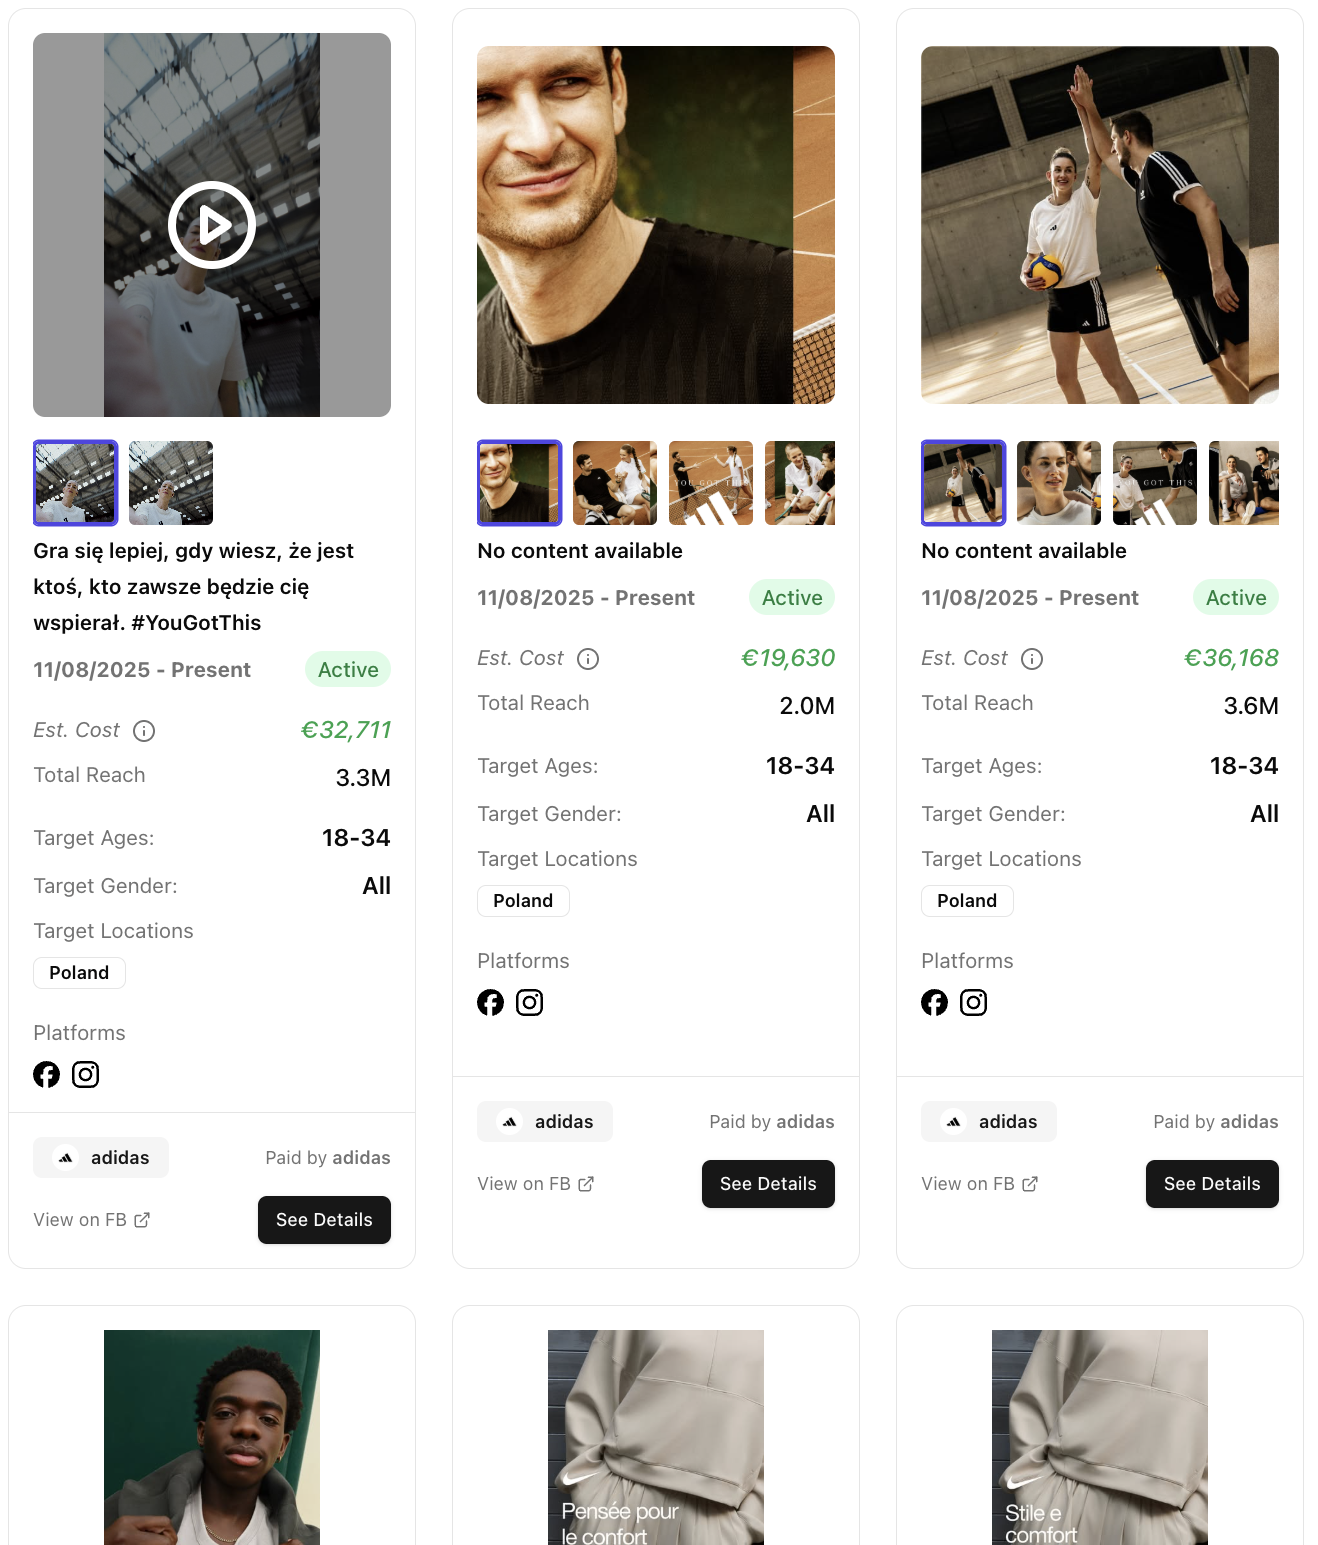 Gra się lepiej, gdy wiesz, że jest
ktoś, kto zawsze będzie cię
wspierał. #YouGotThis
11/08/2025 - Present
Active
Est. Cost
€32,711
Total Reach
3.3M
Target Ages:
18-34
Target Gender:
All
Target Locations
Poland
Platforms
adidas
Paid by adidas
View on FB
See Details
YOU GOT THIS
No content available
11/08/2025 - Present
Active
Est. Cost
€19,630
Total Reach
2.0M
Target Ages:
18-34
Target Gender:
All
Target Locations
Poland
Platforms
adidas
Paid by adidas
View on FB
See Details
YOU GOT THIS
No content available
11/08/2025 - Present
Active
Est. Cost
€36,168
Total Reach
3.6M
Target Ages:
18-34
Target Gender:
All
Target Locations
Poland
Platforms
adidas
Paid by adidas
View on FB
See Details
Pensée pour
le confort
Stile e
comfort